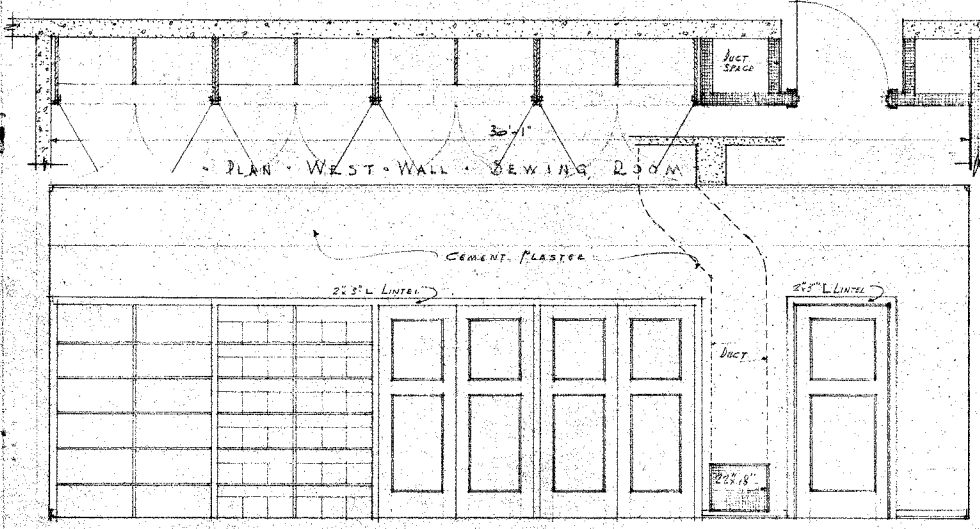 DUCT
SPACE
30'-1"
· PLAN · WEST · WALL · SEWING ROOM ·
CEMENT PLASTER
2"x3" L LINTEL
2"x3" L LINTEL
DUCT
22"x18"